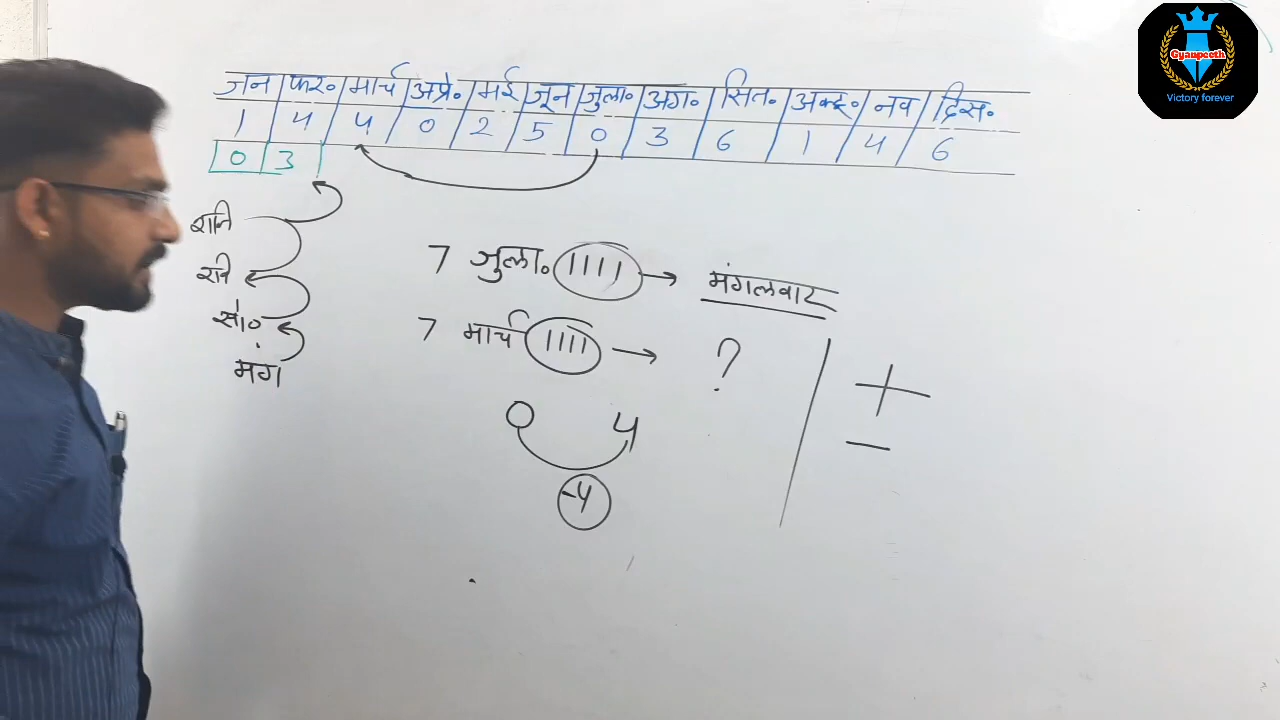 Gyanpeeth
Victory forever
जन फर० मार्च अप्रे० मई जून जुला० अग० सित० अक्टू० नव दिस०
1 4 4 0 2 5 0 3 6 1 4 6
0 3
शनि
रवि
सो०
मंग
7 जुला० 1111 → मंगलवार
7 मार्च 1111 → ?
0 4
-4
+
−